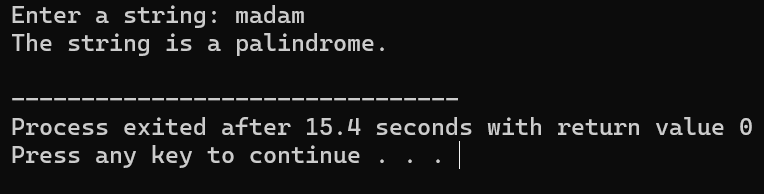 Enter a string: madam
The string is a palindrome.
--------------------------------
Process exited after 15.4 seconds with return value 0
Press any key to continue . . .